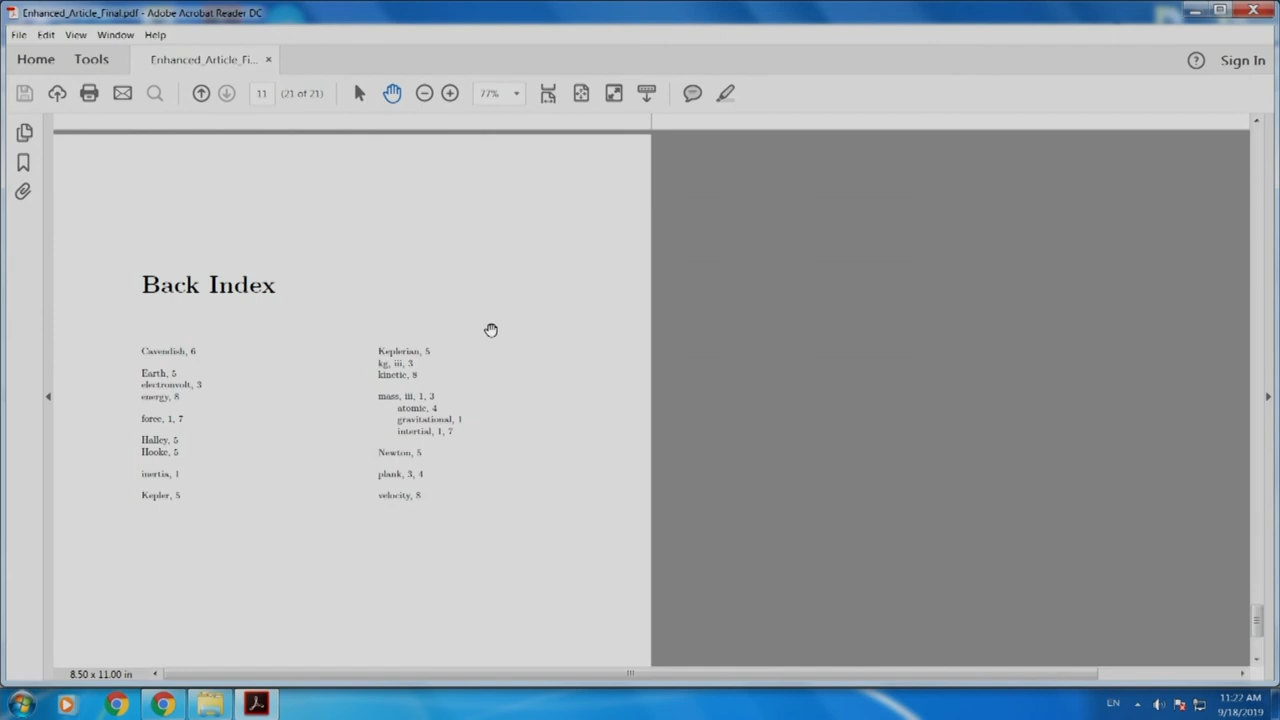 Enhanced_Article_Final.pdf - Adobe Acrobat Reader DC
File Edit View Window Help
Home Tools Enhanced_Article_Fi... × ? Sign In
11 (21 of 21) 77%
Back Index
Cavendish, 6
Earth, 5
electronvolt, 3
energy, 8
force, 1, 7
Halley, 5
Hooke, 5
inertia, 1
Kepler, 5
Keplerian, 5
kg, iii, 3
kinetic, 8
mass, iii, 1, 3
atomic, 4
gravitational, 1
intertial, 1, 7
Newton, 5
plank, 3, 4
velocity, 8
8.50 x 11.00 in
EN
11:22 AM
9/18/2019